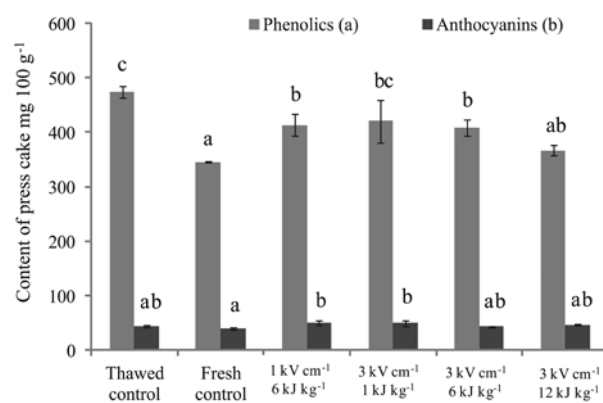 Phenolics (a) Anthocyanins (b)
600
500
400
300
200
100
0
Content of press cake mg 100 g⁻¹
c
a
b
bc
b
ab
ab
a
b
b
ab
ab
Thawed control
Fresh control
1 kV cm⁻¹
6 kJ kg⁻¹
3 kV cm⁻¹
1 kJ kg⁻¹
3 kV cm⁻¹
6 kJ kg⁻¹
3 kV cm⁻¹
12 kJ kg⁻¹